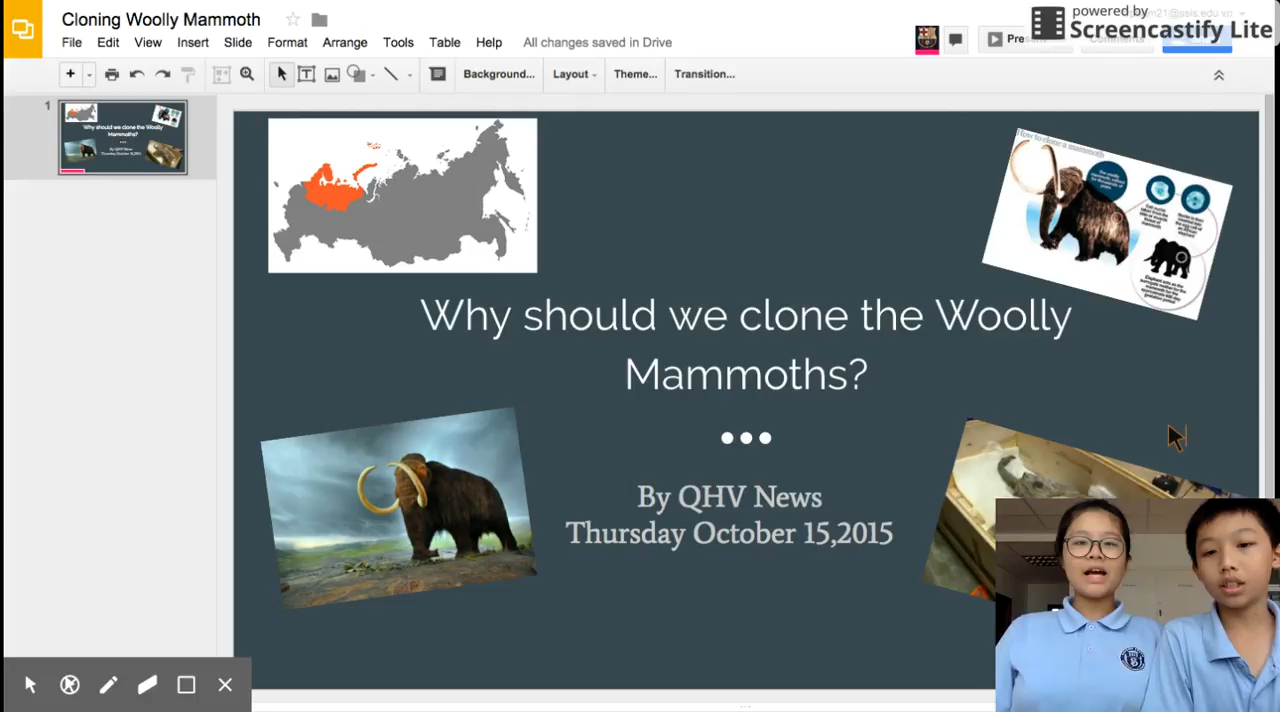 Cloning Woolly Mammoth
powered by
Screencastify Lite
File Edit View Insert Slide Format Arrange Tools Table Help All changes saved in Drive
Comments
Background... Layout Theme... Transition...
1
How to clone a mammoth
Why should we clone the Woolly
Mammoths?
By QHV News
Thursday October 15,2015